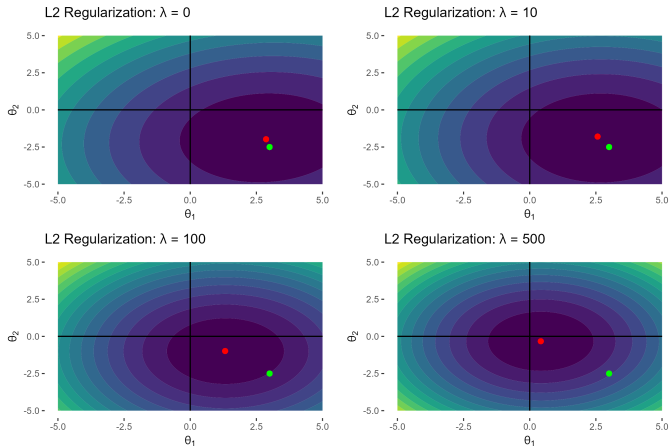 L2 Regularization: λ = 0
5.0
2.5
0.0
-2.5
-5.0
θ2
-5.0 -2.5 0.0 2.5 5.0
θ1
L2 Regularization: λ = 10
5.0
2.5
0.0
-2.5
-5.0
θ2
-5.0 -2.5 0.0 2.5 5.0
θ1
L2 Regularization: λ = 100
5.0
2.5
0.0
-2.5
-5.0
θ2
-5.0 -2.5 0.0 2.5 5.0
θ1
L2 Regularization: λ = 500
5.0
2.5
0.0
-2.5
-5.0
θ2
-5.0 -2.5 0.0 2.5 5.0
θ1